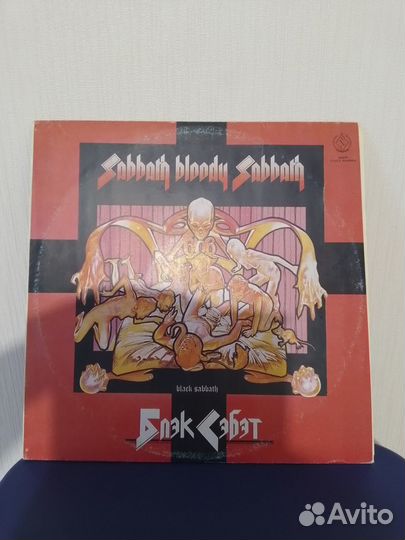 Sabbath bloody Sabbath
black sabbath
Блэк Сэбэт
Avito